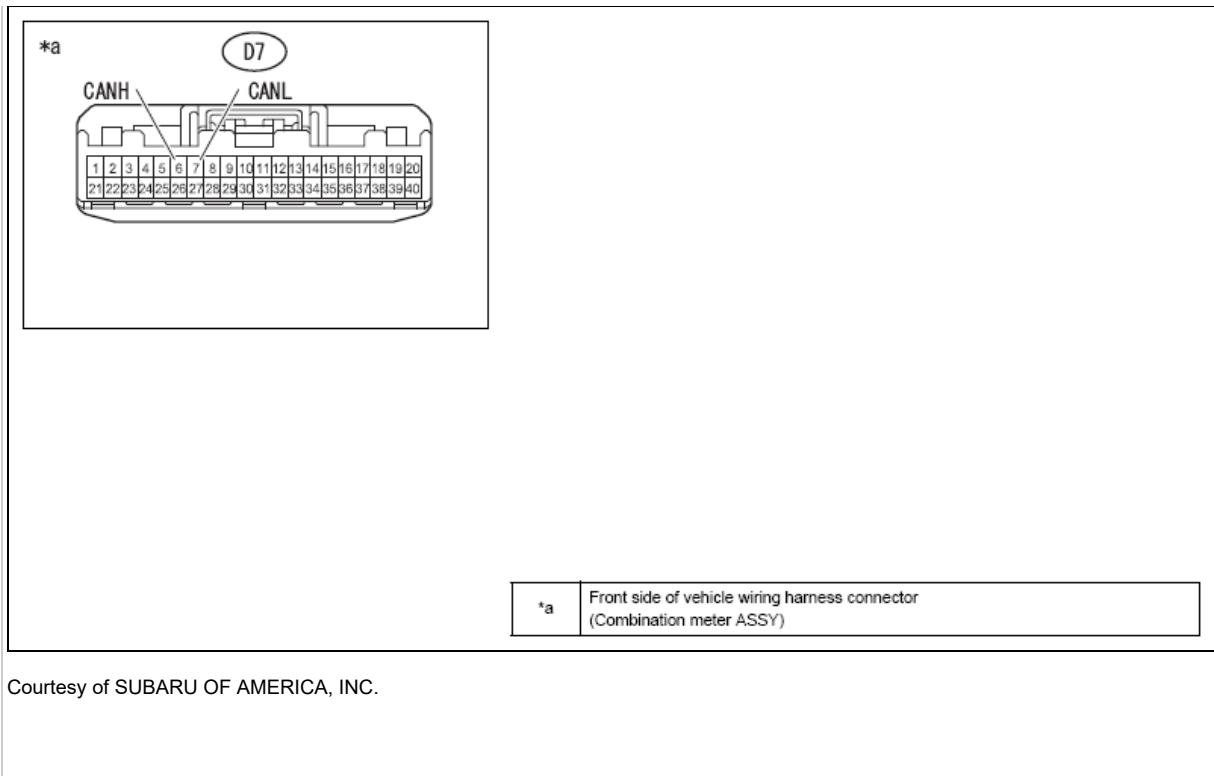 *a
D7
CANH CANL
1 2 3 4 5 6 7 8 9 10 11 12 13 14 15 16 17 18 19 20
21 22 23 24 25 26 27 28 29 30 31 32 33 34 35 36 37 38 39 40
*a Front side of vehicle wiring harness connector
(Combination meter ASSY)
Courtesy of SUBARU OF AMERICA, INC.